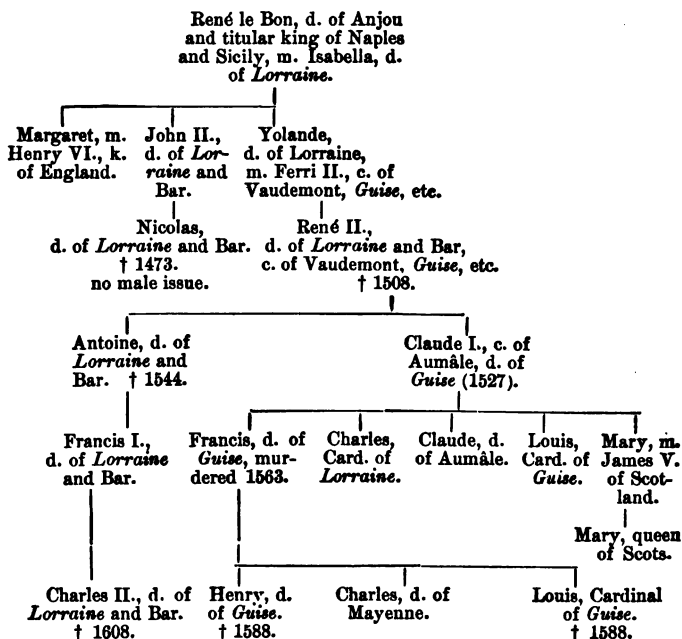 René le Bon, d. of Anjou
and titular king of Naples
and Sicily, m. Isabella, d.
of Lorraine.
Margaret, m.
Henry VI., k.
of England.
John II.,
d. of Lor-
raine and
Bar.
Yolande,
d. of Lorraine,
m. Ferri II., c. of
Vaudemont, Guise, etc.
Nicolas,
d. of Lorraine and Bar.
† 1473.
no male issue.
René II.,
d. of Lorraine and Bar,
c. of Vaudemont, Guise, etc.
† 1508.
Antoine, d. of
Lorraine and
Bar. † 1544.
Claude I., c. of
Aumâle, d. of
Guise (1527).
Francis I.,
d. of Lorraine
and Bar.
Francis, d. of
Guise, mur-
dered 1563.
Charles,
Card. of
Lorraine.
Claude, d.
of Aumâle.
Louis,
Card. of
Guise.
Mary, m.
James V.
of Scot-
land.
Mary, queen
of Scots.
Charles II., d. of
Lorraine and Bar.
† 1608.
Henry, d.
of Guise.
† 1588.
Charles, d. of
Mayenne.
Louis, Cardinal
of Guise.
† 1588.